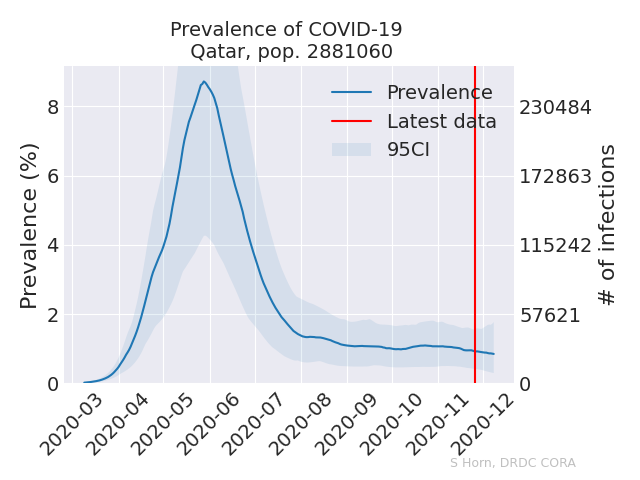 Prevalence of COVID-19
Qatar, pop. 2881060
Prevalence
Latest data
95CI
Prevalence (%)
8
6
4
2
0
230484
172863
115242
57621
0
# of infections
2020-03
2020-04
2020-05
2020-06
2020-07
2020-08
2020-09
2020-10
2020-11
2020-12
S Horn, DRDC CORA